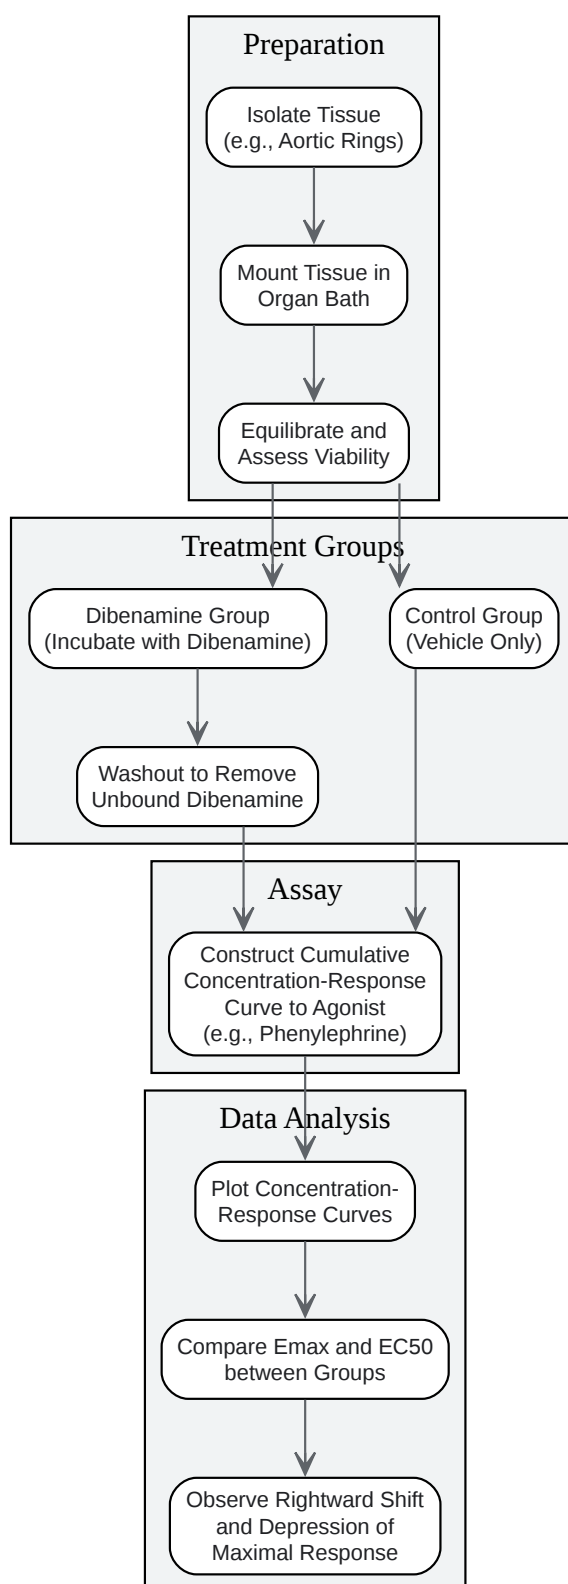 Preparation
Isolate Tissue
(e.g., Aortic Rings)
Mount Tissue in
Organ Bath
Equilibrate and
Assess Viability
Treatment Groups
Dibenamine Group
(Incubate with Dibenamine)
Control Group
(Vehicle Only)
Washout to Remove
Unbound Dibenamine
Assay
Construct Cumulative
Concentration-Response
Curve to Agonist
(e.g., Phenylephrine)
Data Analysis
Plot Concentration-
Response Curves
Compare Emax and EC50
between Groups
Observe Rightward Shift
and Depression of
Maximal Response